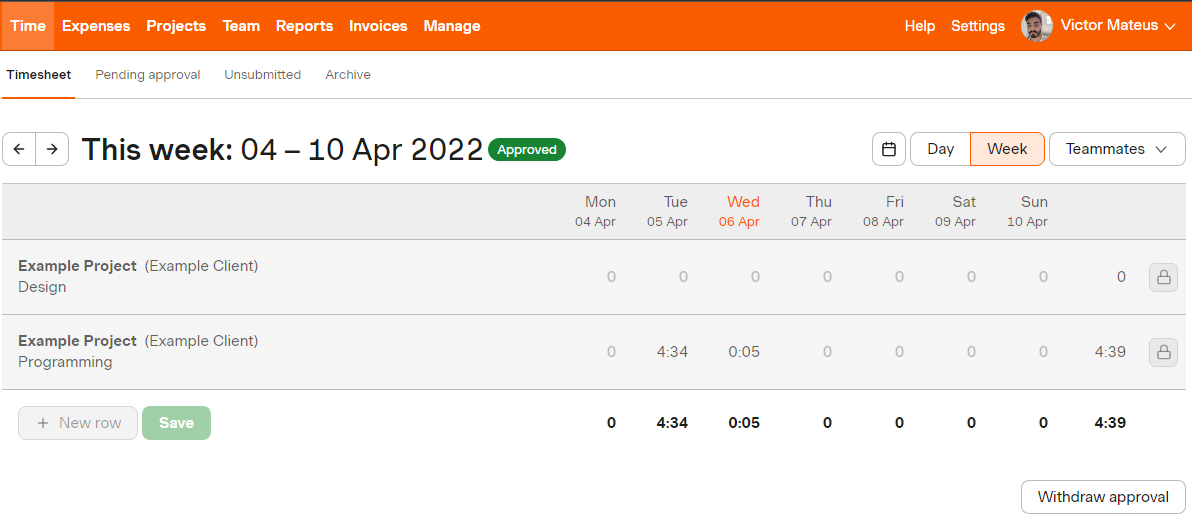 Time Expenses Projects Team Reports Invoices Manage Help Settings Victor Mateus
Timesheet Pending approval Unsubmitted Archive
This week: 04 – 10 Apr 2022 Approved Day Week Teammates
Mon Tue Wed Thu Fri Sat Sun
04 Apr 05 Apr 06 Apr 07 Apr 08 Apr 09 Apr 10 Apr
Example Project (Example Client)
Design
0 0 0 0 0 0 0 0
Example Project (Example Client)
Programming
0 4:34 0:05 0 0 0 0 4:39
+ New row Save 0 4:34 0:05 0 0 0 0 4:39
Withdraw approval